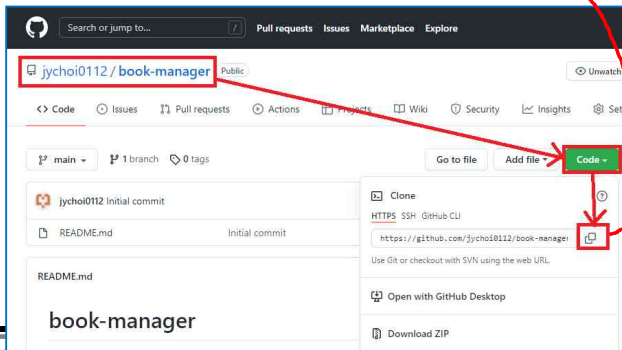 Search or jump to... /
Pull requests Issues Marketplace Explore
jychoi0112 / book-manager Public
Unwatch
Code Issues Pull requests Actions Projects Wiki Security Insights Set
main 1 branch 0 tags
Go to file Add file Code
jychoi0112 Initial commit
README.md Initial commit
README.md
book-manager
Clone
HTTPS SSH GitHub CLI
https://github.com/jychoi0112/book-manager
Use Git or checkout with SVN using the web URL.
Open with GitHub Desktop
Download ZIP